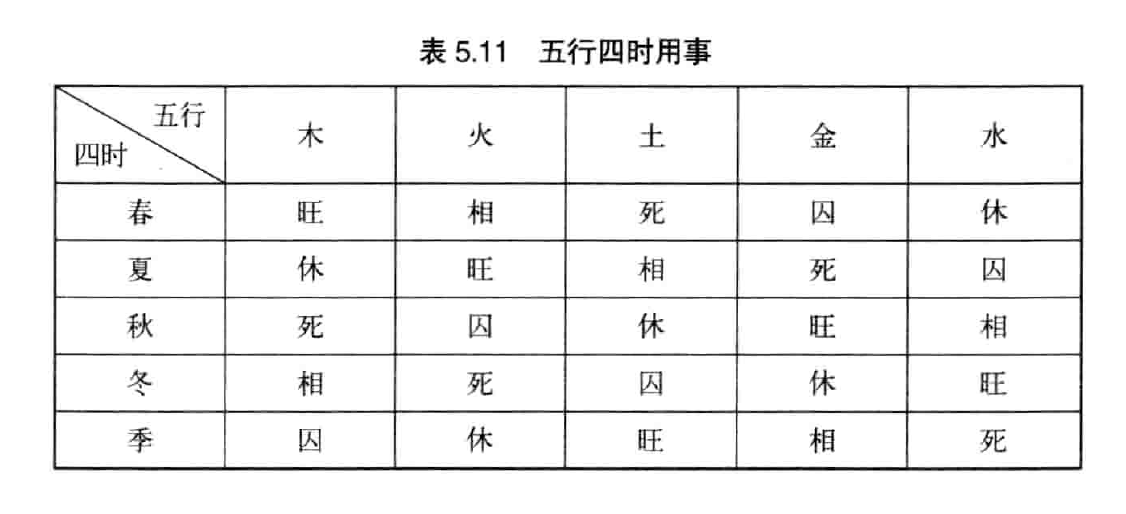 表 5.11 五行四时用事
五行
四时
木 火 土 金 水
春 旺 相 死 囚 休
夏 休 旺 相 死 囚
秋 死 囚 休 旺 相
冬 相 死 囚 休 旺
季 囚 休 旺 相 死